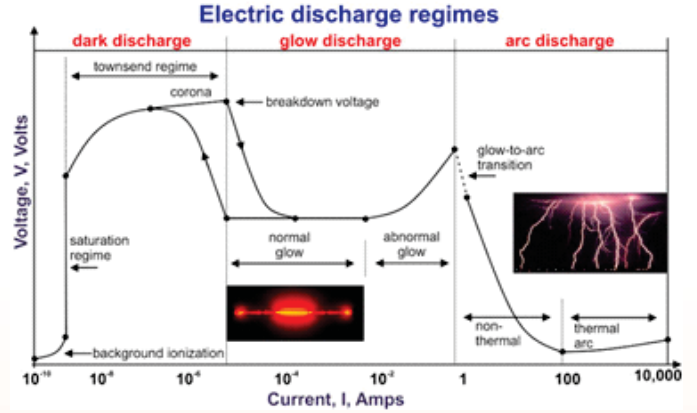 Electric discharge regimes
dark discharge
glow discharge
arc discharge
townsend regime
corona
breakdown voltage
glow-to-arc
transition
Voltage, V, Volts
saturation
regime
normal
glow
abnormal
glow
non-
thermal
thermal
arc
background ionization
10⁻¹⁰
10⁻⁸
10⁻⁶
10⁻⁴
10⁻²
1
100
10,000
Current, I, Amps